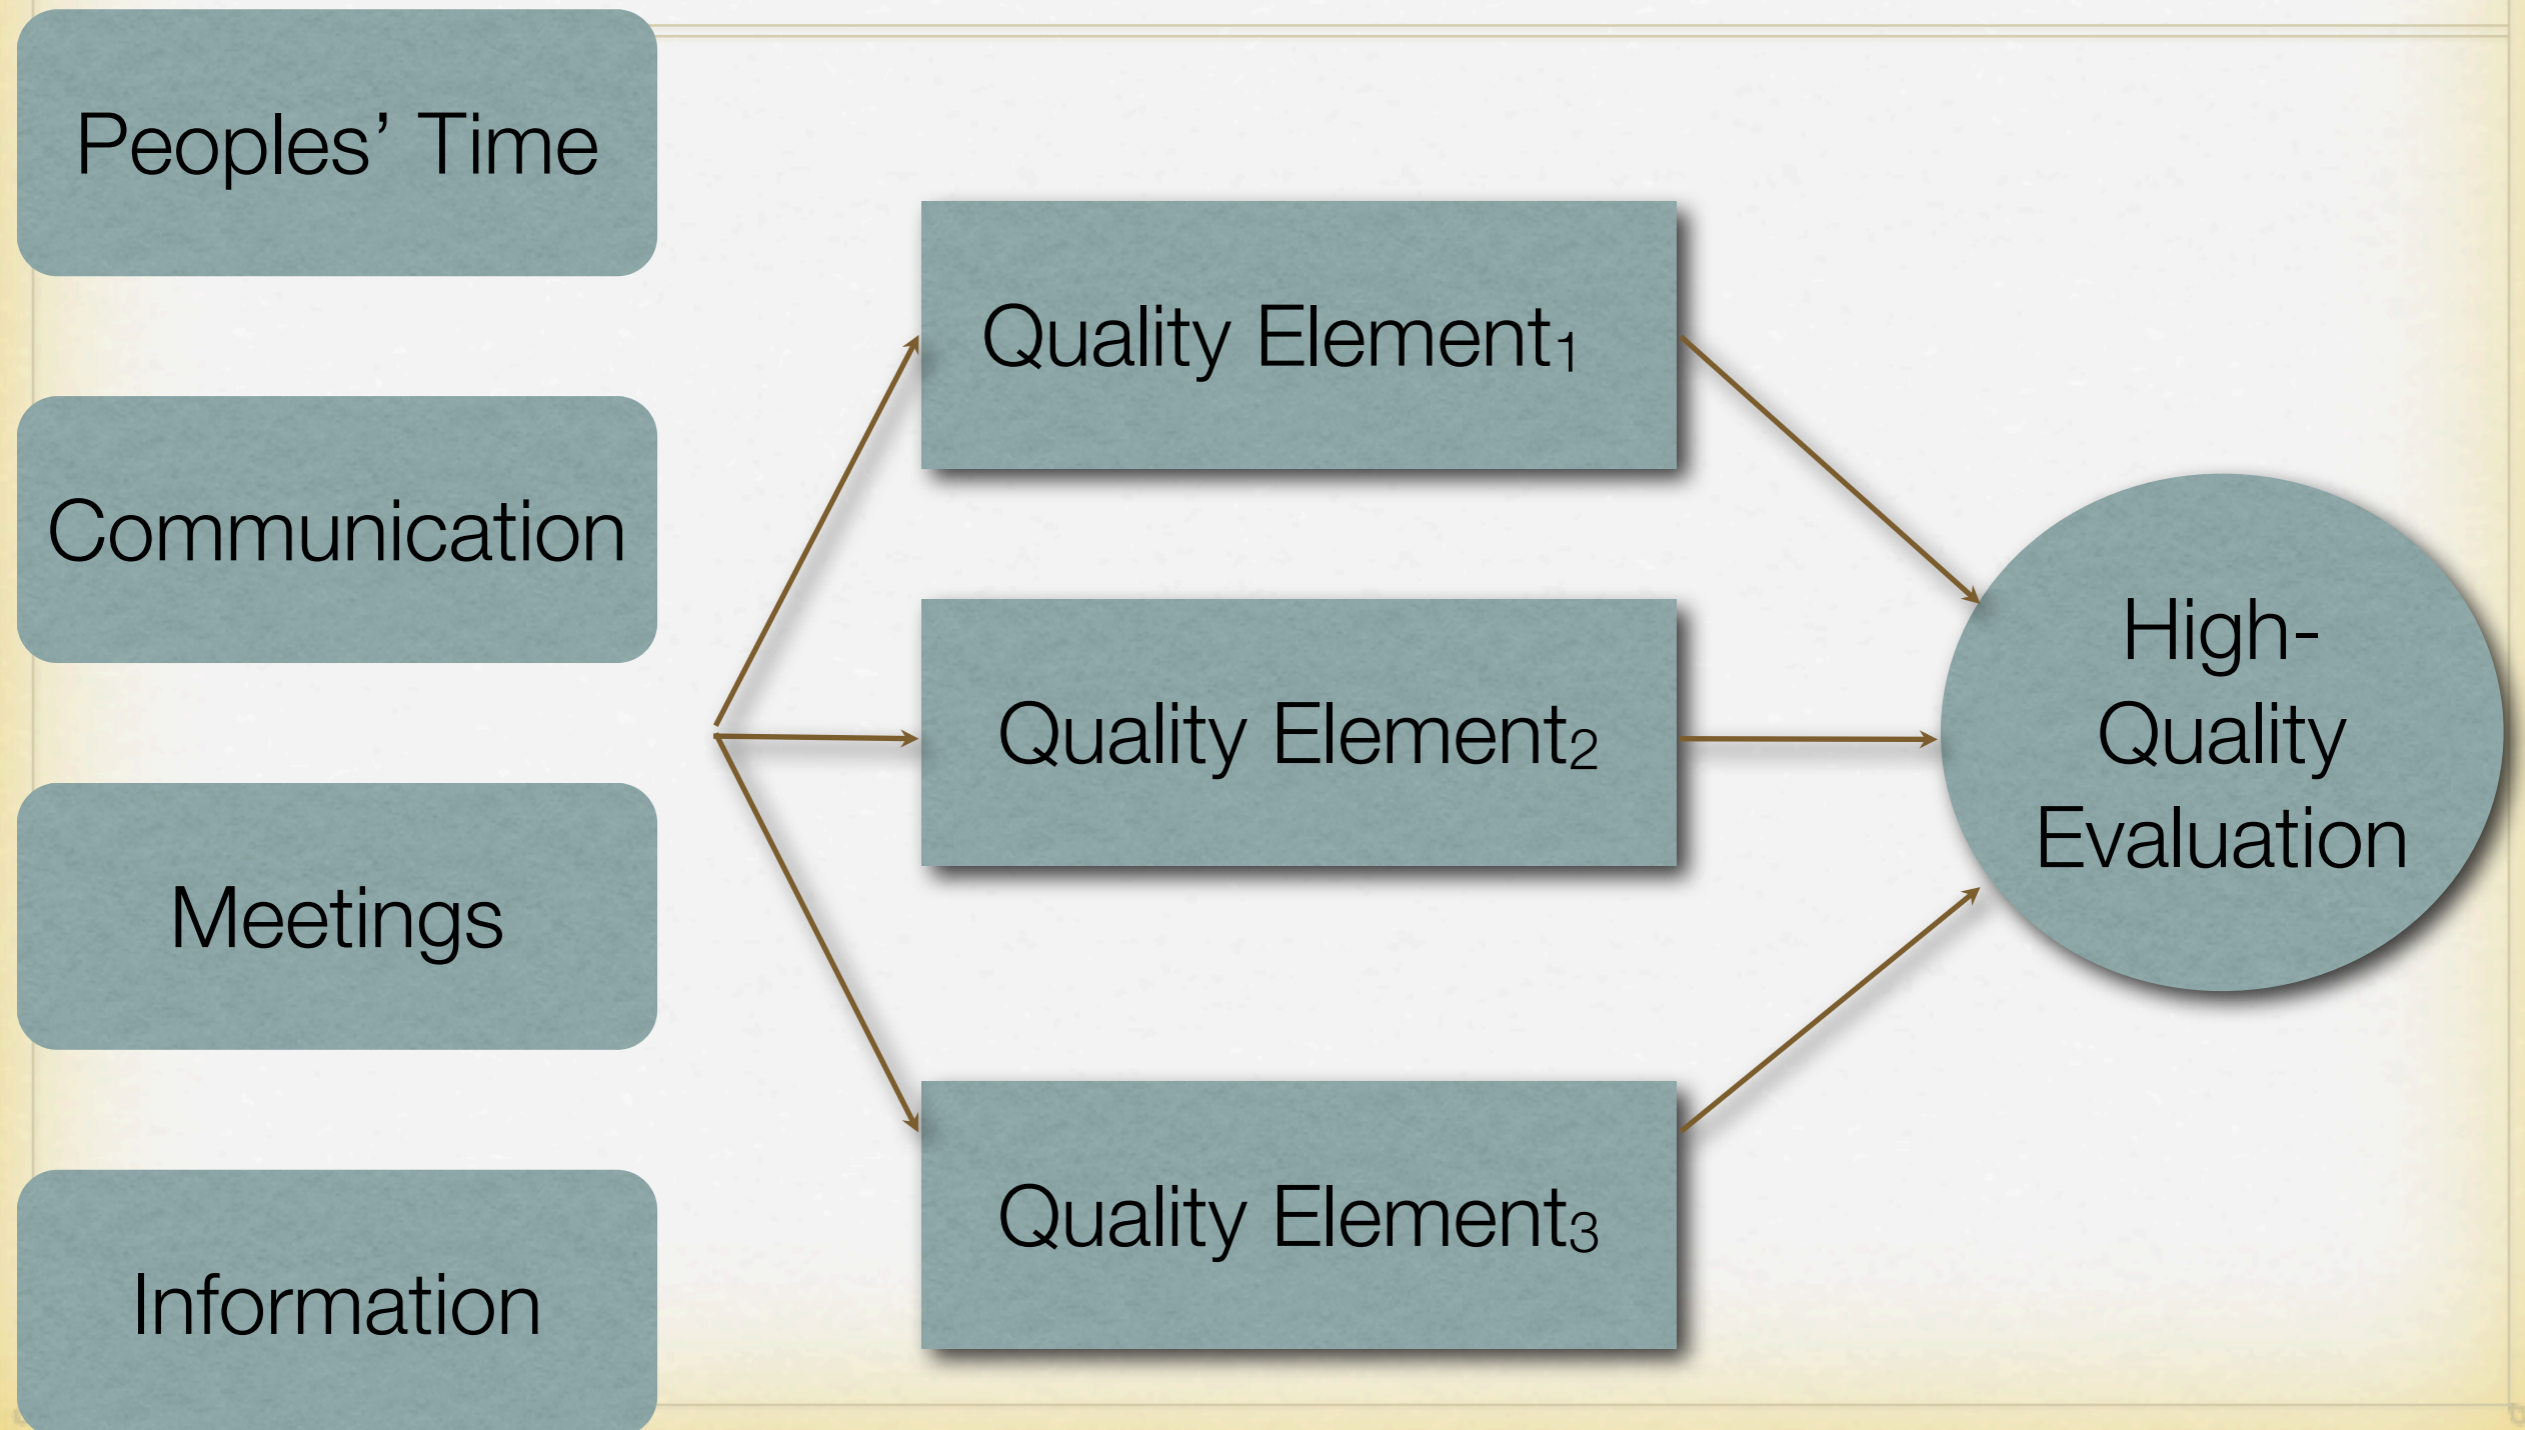 Peoples’ Time
Communication
Meetings
Information
Quality Element₁
Quality Element₂
Quality Element₃
High-
Quality
Evaluation